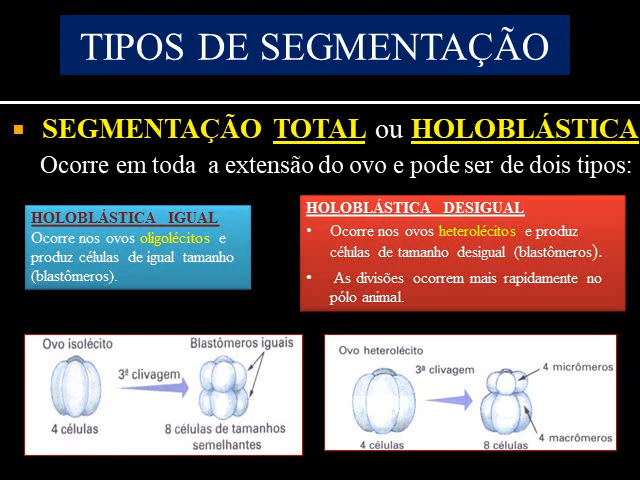 TIPOS DE SEGMENTAÇÃO
SEGMENTAÇÃO TOTAL ou HOLOBLÁSTICA
Ocorre em toda a extensão do ovo e pode ser de dois tipos:
HOLOBLÁSTICA IGUAL
Ocorre nos ovos oligolécitos e
produz células de igual tamanho
(blastômeros).
HOLOBLÁSTICA DESIGUAL
• Ocorre nos ovos heterolécitos e produz
células de tamanho desigual (blastômeros).
• As divisões ocorrem mais rapidamente no
pólo animal.
Ovo isolécito
Blastômeros iguais
3ª clivagem
4 células
8 células de tamanhos
semelhantes
Ovo heterolécito
3ª clivagem
4 micrômeros
4 macrômeros
4 células
8 células